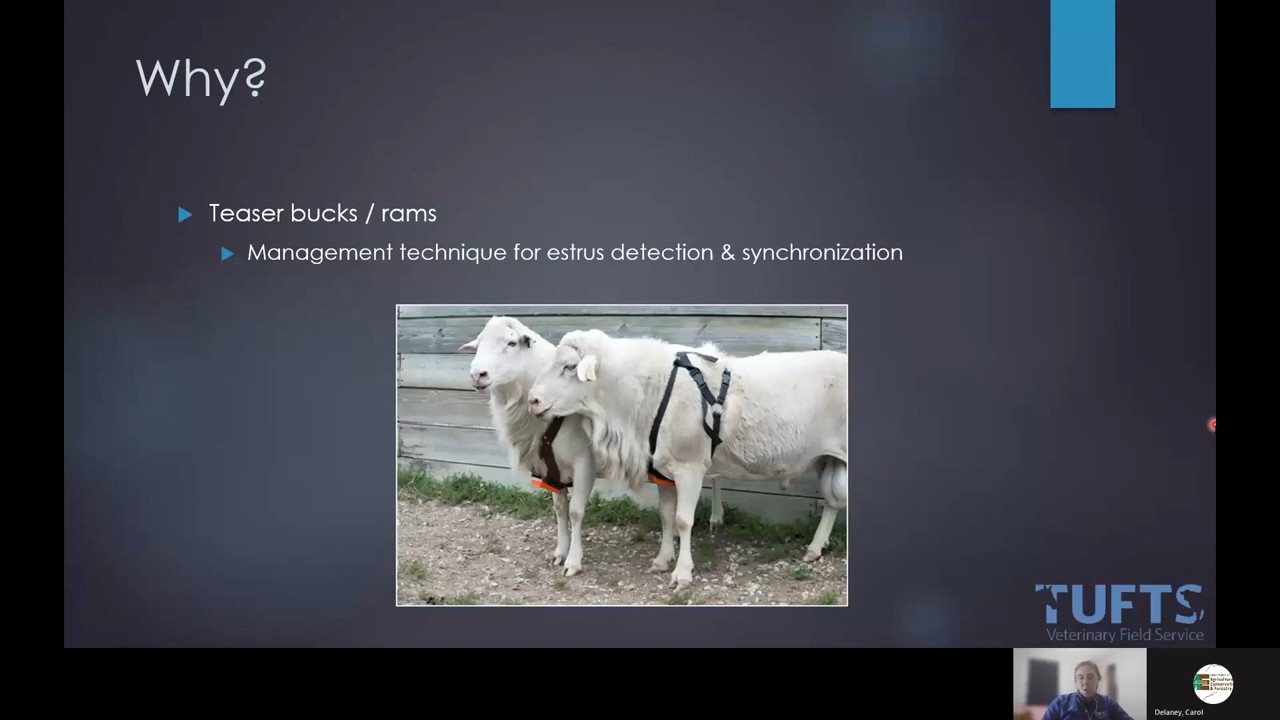 Why?
Teaser bucks / rams
Management technique for estrus detection & synchronization
TUFTS
Veterinary Field Service
Delaney, Carol